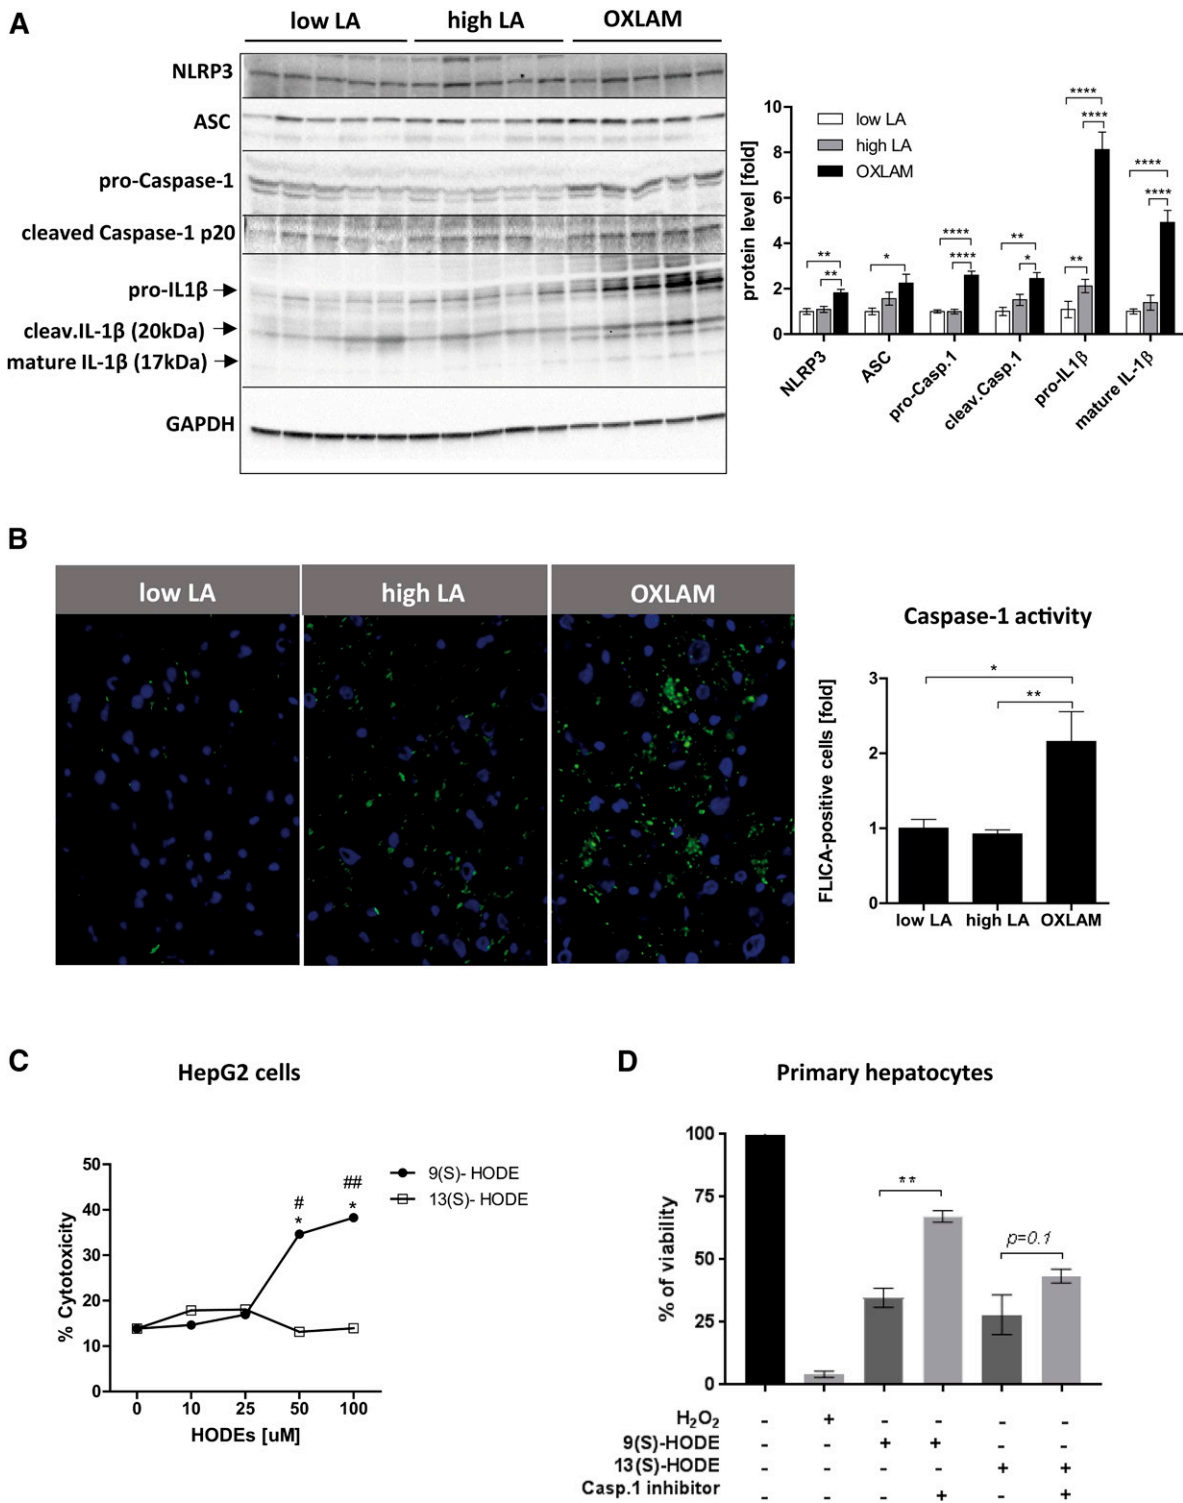 A
low LA
high LA
OXLAM
NLRP3
ASC
pro-Caspase-1
cleaved Caspase-1 p20
pro-IL1β
cleav.IL-1β (20kDa)
mature IL-1β (17kDa)
GAPDH
protein level [fold]
10
8
6
4
2
0
low LA
high LA
OXLAM
** ** * **** **** ** * ** **** **** **** ****
NLRP3
ASC
pro-Casp.1
cleav.Casp.1
pro-IL1β
mature IL-1β
B
low LA
high LA
OXLAM
Caspase-1 activity
FLICA-positive cells [fold]
3
2
1
0
*
**
low LA high LA OXLAM
C
HepG2 cells
% Cytotoxicity
50
40
30
20
10
0
# ##
* *
9(S)- HODE
13(S)- HODE
0 10 25 50 100
HODEs [uM]
D
Primary hepatocytes
% of viability
100
75
50
25
0
**
p=0.1
H₂O₂ - + - - - -
9(S)-HODE - - + + - -
13(S)-HODE - - - - + +
Casp.1 inhibitor - - - + - +